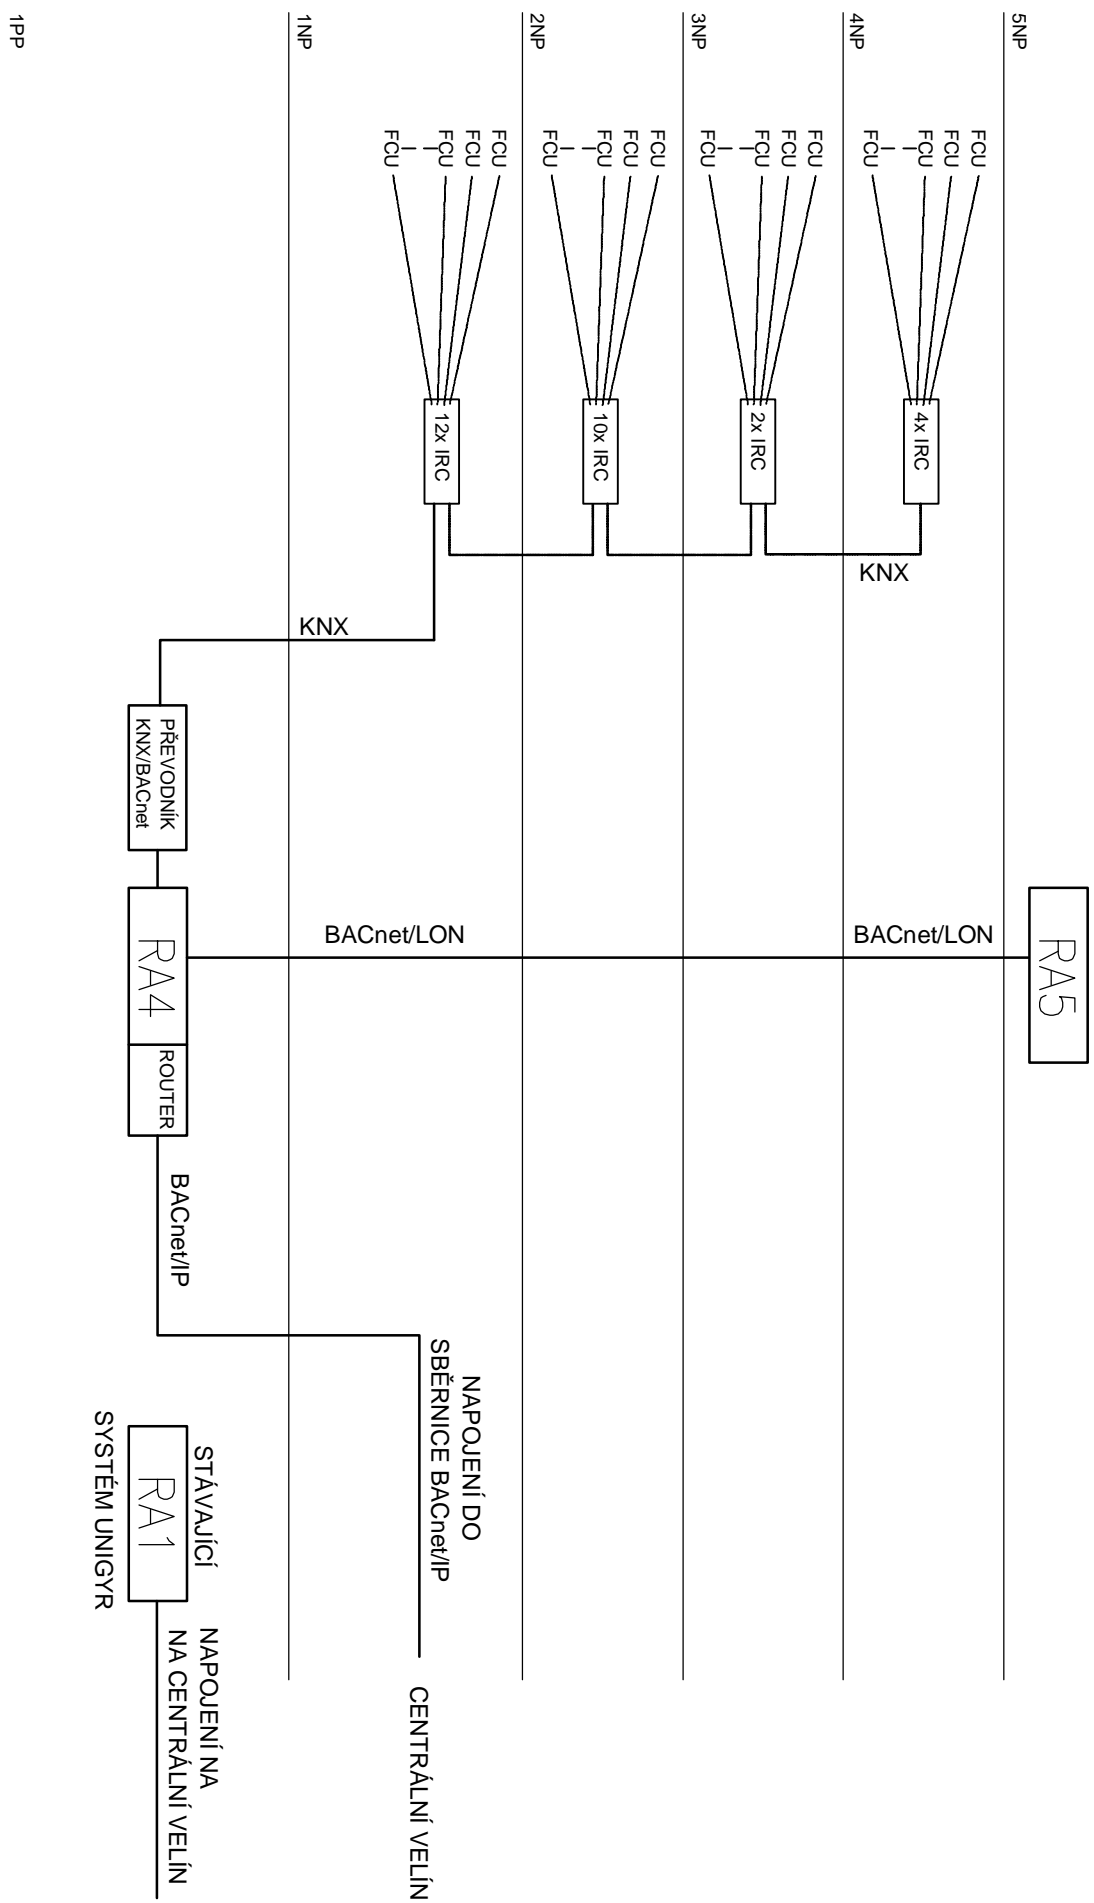 5NP
RA5
4NP
FCU
FCU
FCU
FCU
4x IRC
KNX
BACnet/LON
3NP
FCU
FCU
FCU
FCU
2x IRC
2NP
FCU
FCU
FCU
FCU
10x IRC
1NP
FCU
FCU
FCU
FCU
12x IRC
KNX
BACnet/LON
NAPOJENÍ DO
SBĚRNICE BACnet/IP
CENTRÁLNÍ VELÍN
1PP
PŘEVODNÍK
KNX/BACnet
RA4
ROUTER
BACnet/IP
STÁVAJÍCÍ
RA1
SYSTÉM UNIGYR
NAPOJENÍ NA
NA CENTRÁLNÍ VELÍN